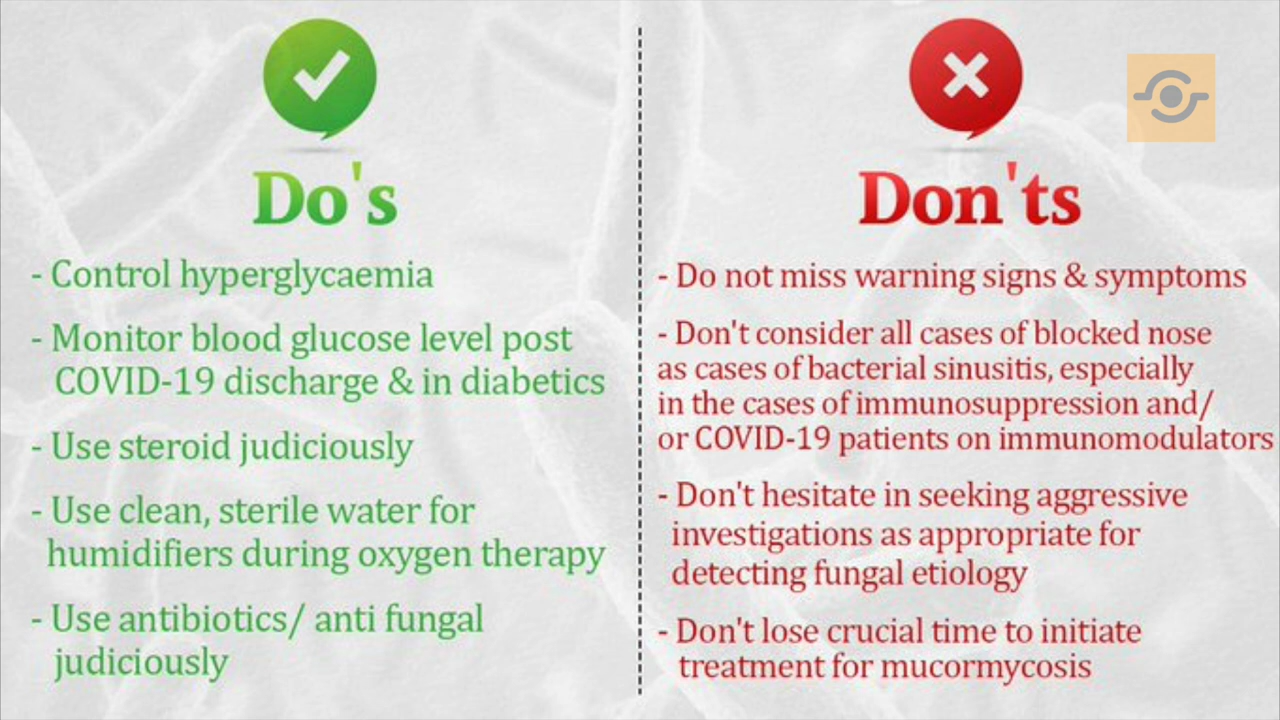 Do's
- Control hyperglycaemia
- Monitor blood glucose level post
COVID-19 discharge & in diabetics
- Use steroid judiciously
- Use clean, sterile water for
humidifiers during oxygen therapy
- Use antibiotics/ anti fungal
judiciously
Don'ts
- Do not miss warning signs & symptoms
- Don't consider all cases of blocked nose
as cases of bacterial sinusitis, especially
in the cases of immunosuppression and/
or COVID-19 patients on immunomodulators
- Don't hesitate in seeking aggressive
investigations as appropriate for
detecting fungal etiology
- Don't lose crucial time to initiate
treatment for mucormycosis